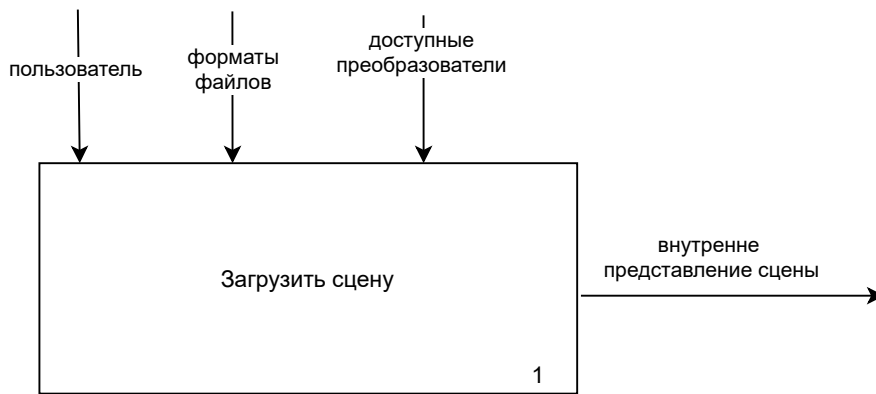 пользователь
форматы
файлов
доступные
преобразователи
Загрузить сцену
внутренне
представление сцены
1